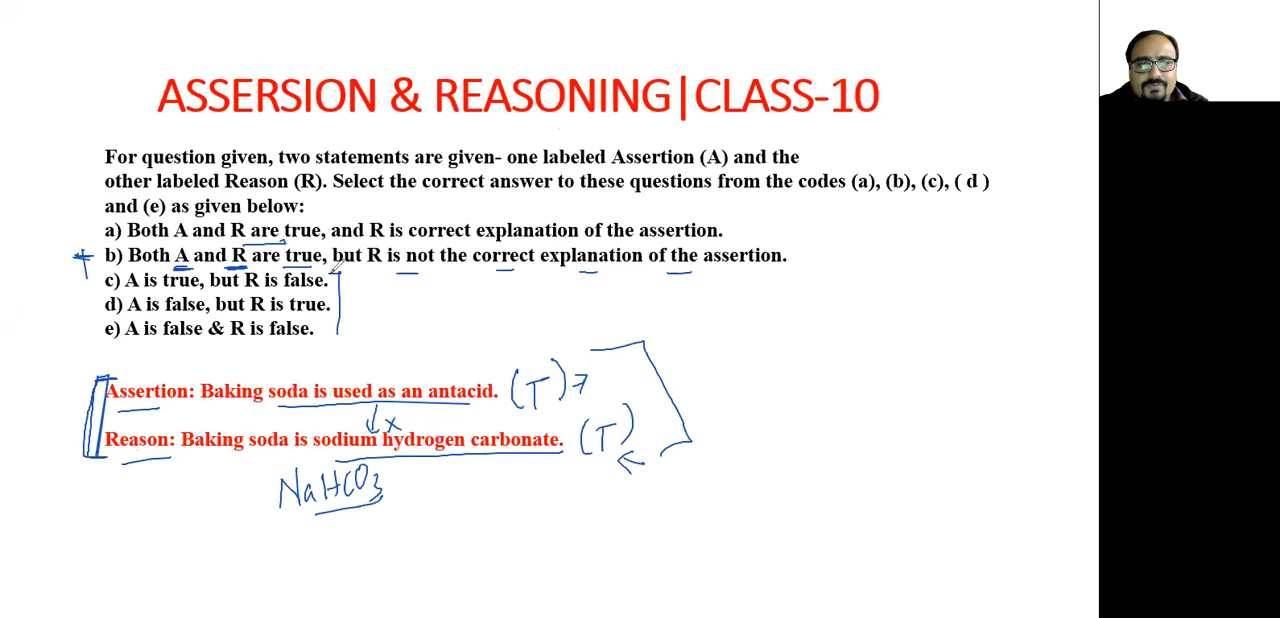 ASSERSION & REASONING|CLASS-10
For question given, two statements are given- one labeled Assertion (A) and the
other labeled Reason (R). Select the correct answer to these questions from the codes (a), (b), (c), ( d )
and (e) as given below:
a) Both A and R are true, and R is correct explanation of the assertion.
b) Both A and R are true, but R is not the correct explanation of the assertion.
c) A is true, but R is false.
d) A is false, but R is true.
e) A is false & R is false.
Assertion: Baking soda is used as an antacid. (T)
x
Reason: Baking soda is sodium hydrogen carbonate. (T)
NaHCO3